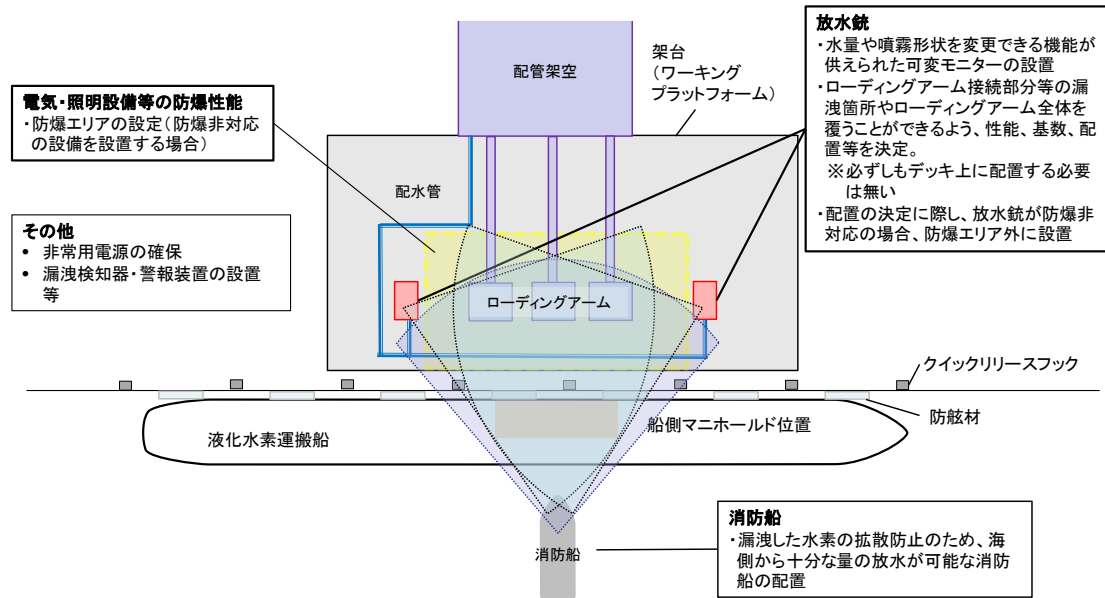 配管架空
架台
（ワーキング
プラットフォーム）
放水銃
・水量や噴霧形状を変更できる機能が
供えられた可変モニターの設置
・ローディングアーム接続部分等の漏
洩箇所やローディングアーム全体を
覆うことができるよう、性能、基数、配
置等を決定。
※必ずしもデッキ上に配置する必要
は無い
・配置の決定に際し、放水銃が防爆非
対応の場合、防爆エリア外に設置
電気・照明設備等の防爆性能
・防爆エリアの設定（防爆非対応
の設備を設置する場合）
配水管
その他
• 非常用電源の確保
• 漏洩検知器・警報装置の設置
等
ローディングアーム
クイックリリースフック
防舷材
液化水素運搬船
船側マニホールド位置
消防船
消防船
・漏洩した水素の拡散防止のため、海
側から十分な量の放水が可能な消防
船の配置